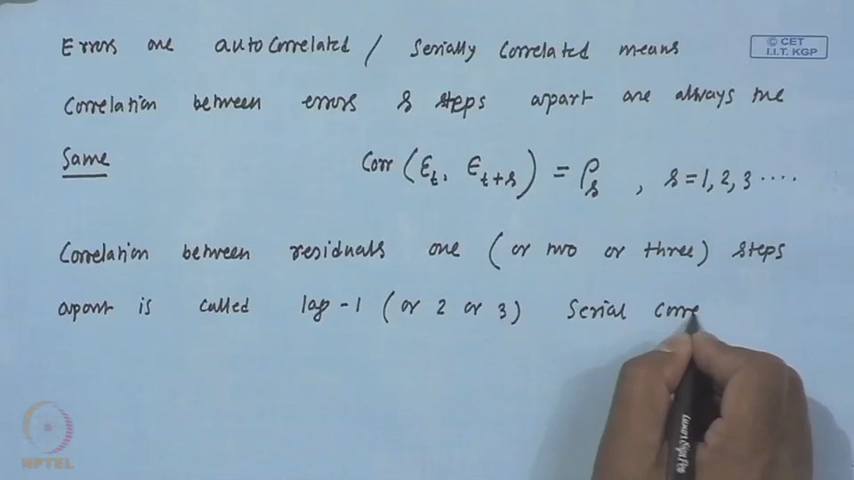 Errors are autocorrelated / Serially Correlated means
© CET
I.I.T. KGP
Correlation between errors s steps apart are always the
Same Corr (ϵ_t, ϵ_{t+s}) = ρ_s , s = 1, 2, 3 ....
Correlation between residuals one (or two or three) steps
apart is called lag -1 (or 2 or 3) Serial corre
NPTEL